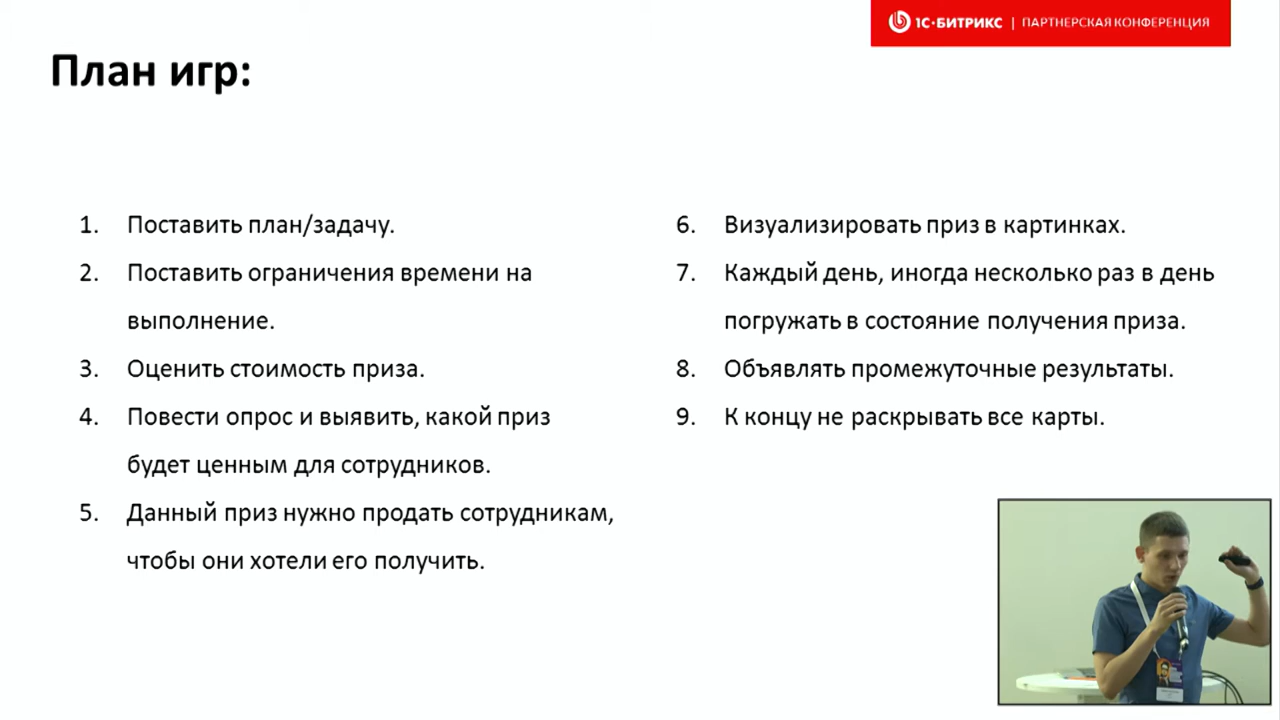 1С·БИТРИКС | ПАРТНЕРСКАЯ КОНФЕРЕНЦИЯ
План игр:
1. Поставить план/задачу.
2. Поставить ограничения времени на
выполнение.
3. Оценить стоимость приза.
4. Повести опрос и выявить, какой приз
будет ценным для сотрудников.
5. Данный приз нужно продать сотрудникам,
чтобы они хотели его получить.
6. Визуализировать приз в картинках.
7. Каждый день, иногда несколько раз в день
погружать в состояние получения приза.
8. Объявлять промежуточные результаты.
9. К концу не раскрывать все карты.